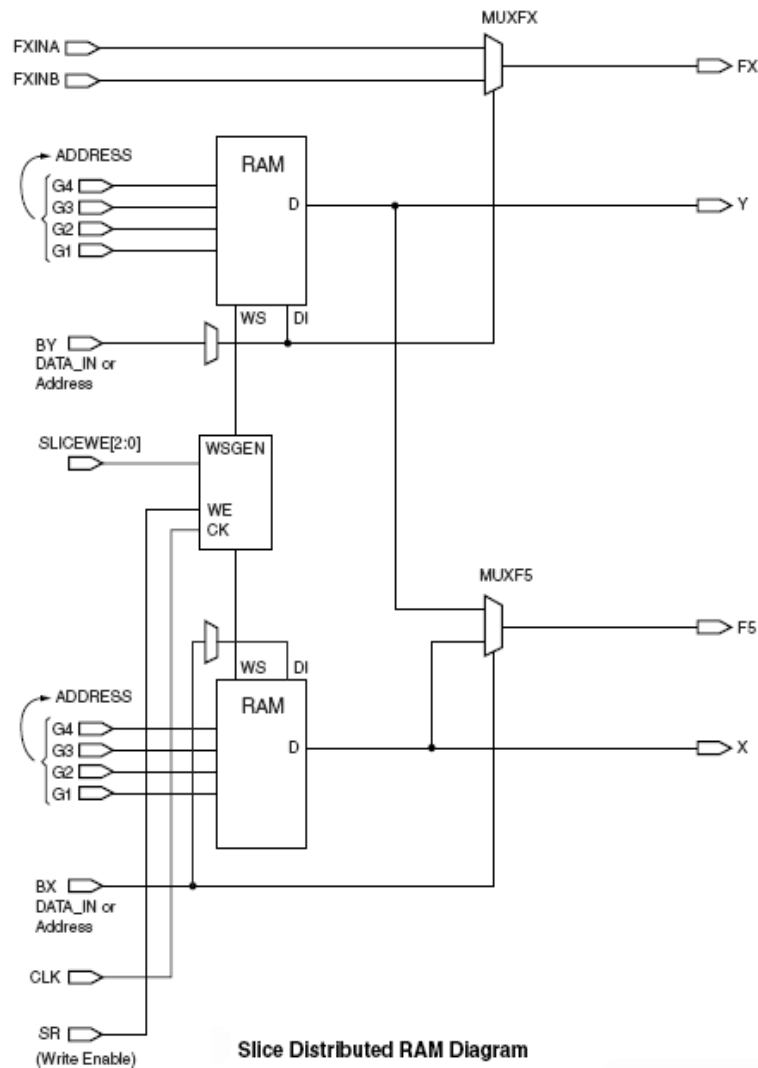 MUXFX
FXINA
FX
FXINB
ADDRESS
RAM
G4
G3
D
Y
G2
G1
WS
DI
BY
DATA_IN or
Address
SLICEWE[2:0]
WSGEN
WE
CK
MUXF5
F5
WS
DI
ADDRESS
RAM
G4
G3
D
X
G2
G1
BX
DATA_IN or
Address
CLK
SR
(Write Enable)
Slice Distributed RAM Diagram